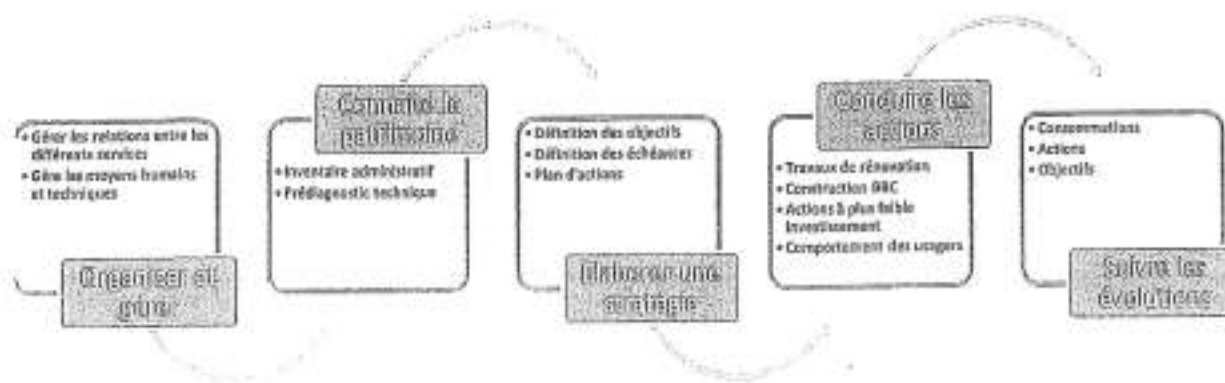 • Gérer les relations entre les
différents services
• Gére les moyens humains
et techniques
Organiser et
gérer
Connaitre le
patrimoine
• Inventaire administratif
• Prédiagnostic technique
• Définition des objectifs
• Définition des échéances
• Plan d'actions
Elaborer une
stratégie
Conduire les
actions
• Travaux de rénovation
• Construction BBC
• Actions à plus faible
investissement
• Comportement des usagers
• Consommations
• Actions
• Objectifs
Suivre les
évolutions